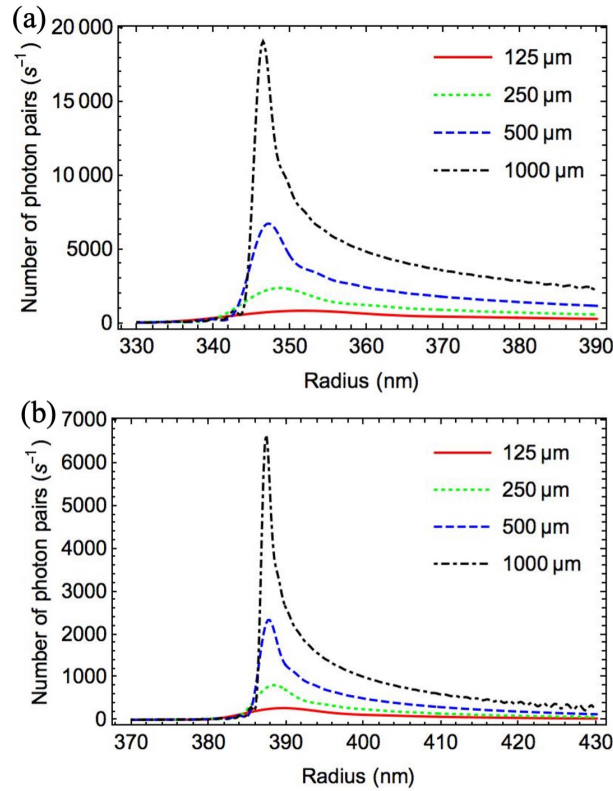 (a)
Number of photon pairs (s⁻¹)
20 000
15 000
10 000
5000
0
125 μm
250 μm
500 μm
1000 μm
330 340 350 360 370 380 390
Radius (nm)
(b)
Number of photon pairs (s⁻¹)
7000
6000
5000
4000
3000
2000
1000
0
125 μm
250 μm
500 μm
1000 μm
370 380 390 400 410 420 430
Radius (nm)